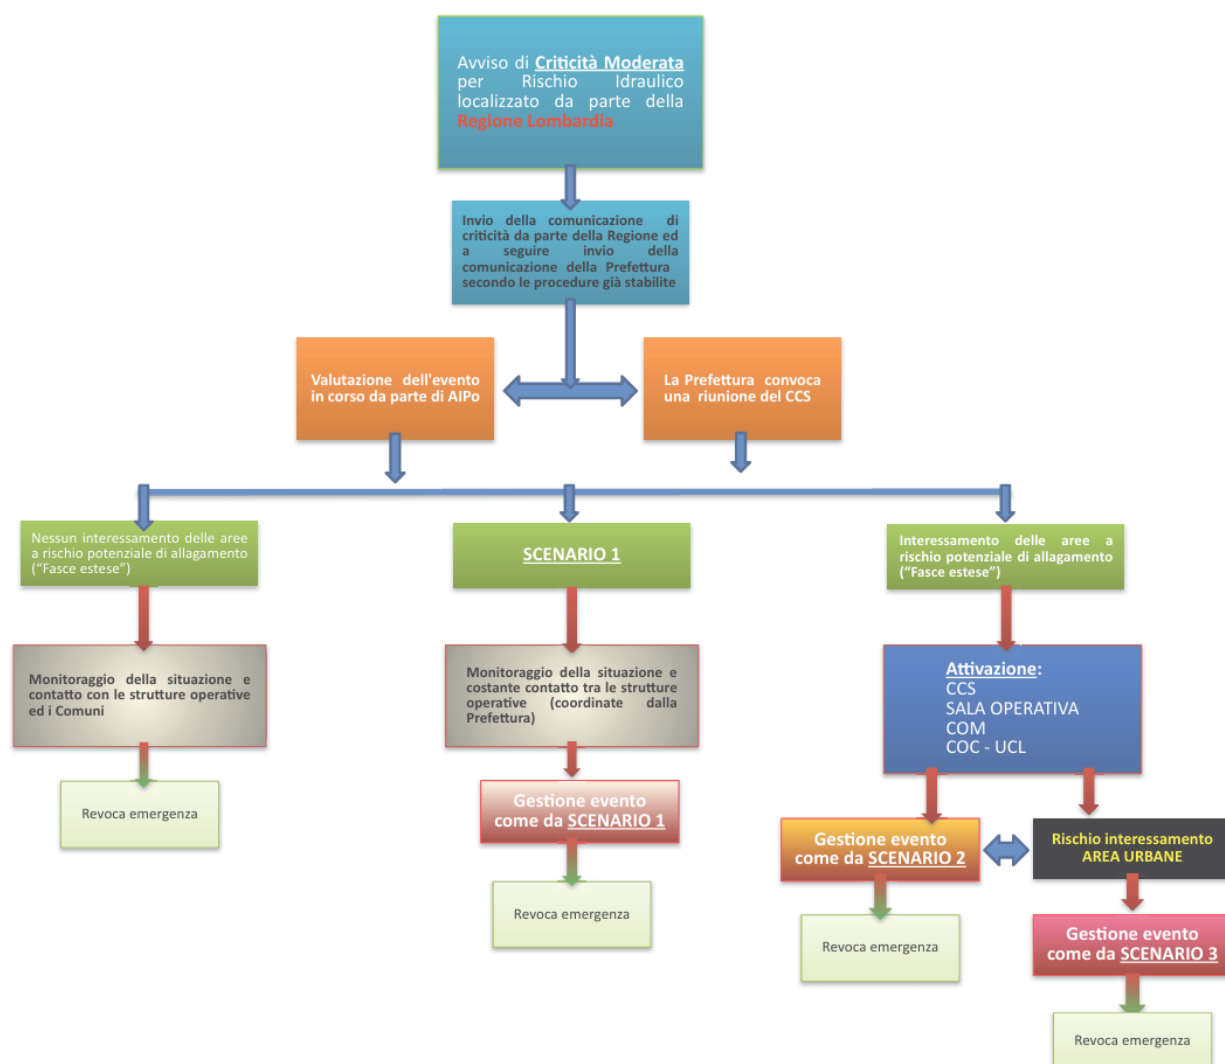 Avviso di Criticità Moderata
per Rischio Idraulico
localizzato da parte della
Regione Lombardia
Invio della comunicazione di
criticità da parte della Regione ed
a seguire invio della
comunicazione della Prefettura
secondo le procedure già stabilite
Valutazione dell'evento
in corso da parte di AIPo
La Prefettura convoca
una riunione del CCS
Nessun interessamento delle aree
a rischio potenziale di allagamento
(“Fasce estese”)
SCENARIO 1
Interessamento delle aree a
rischio potenziale di allagamento
(“Fasce estese”)
Monitoraggio della situazione e
contatto con le strutture operative
ed i Comuni
Monitoraggio della situazione e
costante contatto tra le strutture
operative (coordinate dalla
Prefettura)
Attivazione:
CCS
SALA OPERATIVA
COM
COC - UCL
Revoca emergenza
Gestione evento
come da SCENARIO 1
Gestione evento
come da SCENARIO 2
Rischio interessamento
AREA URBANE
Revoca emergenza
Revoca emergenza
Gestione evento
come da SCENARIO 3
Revoca emergenza